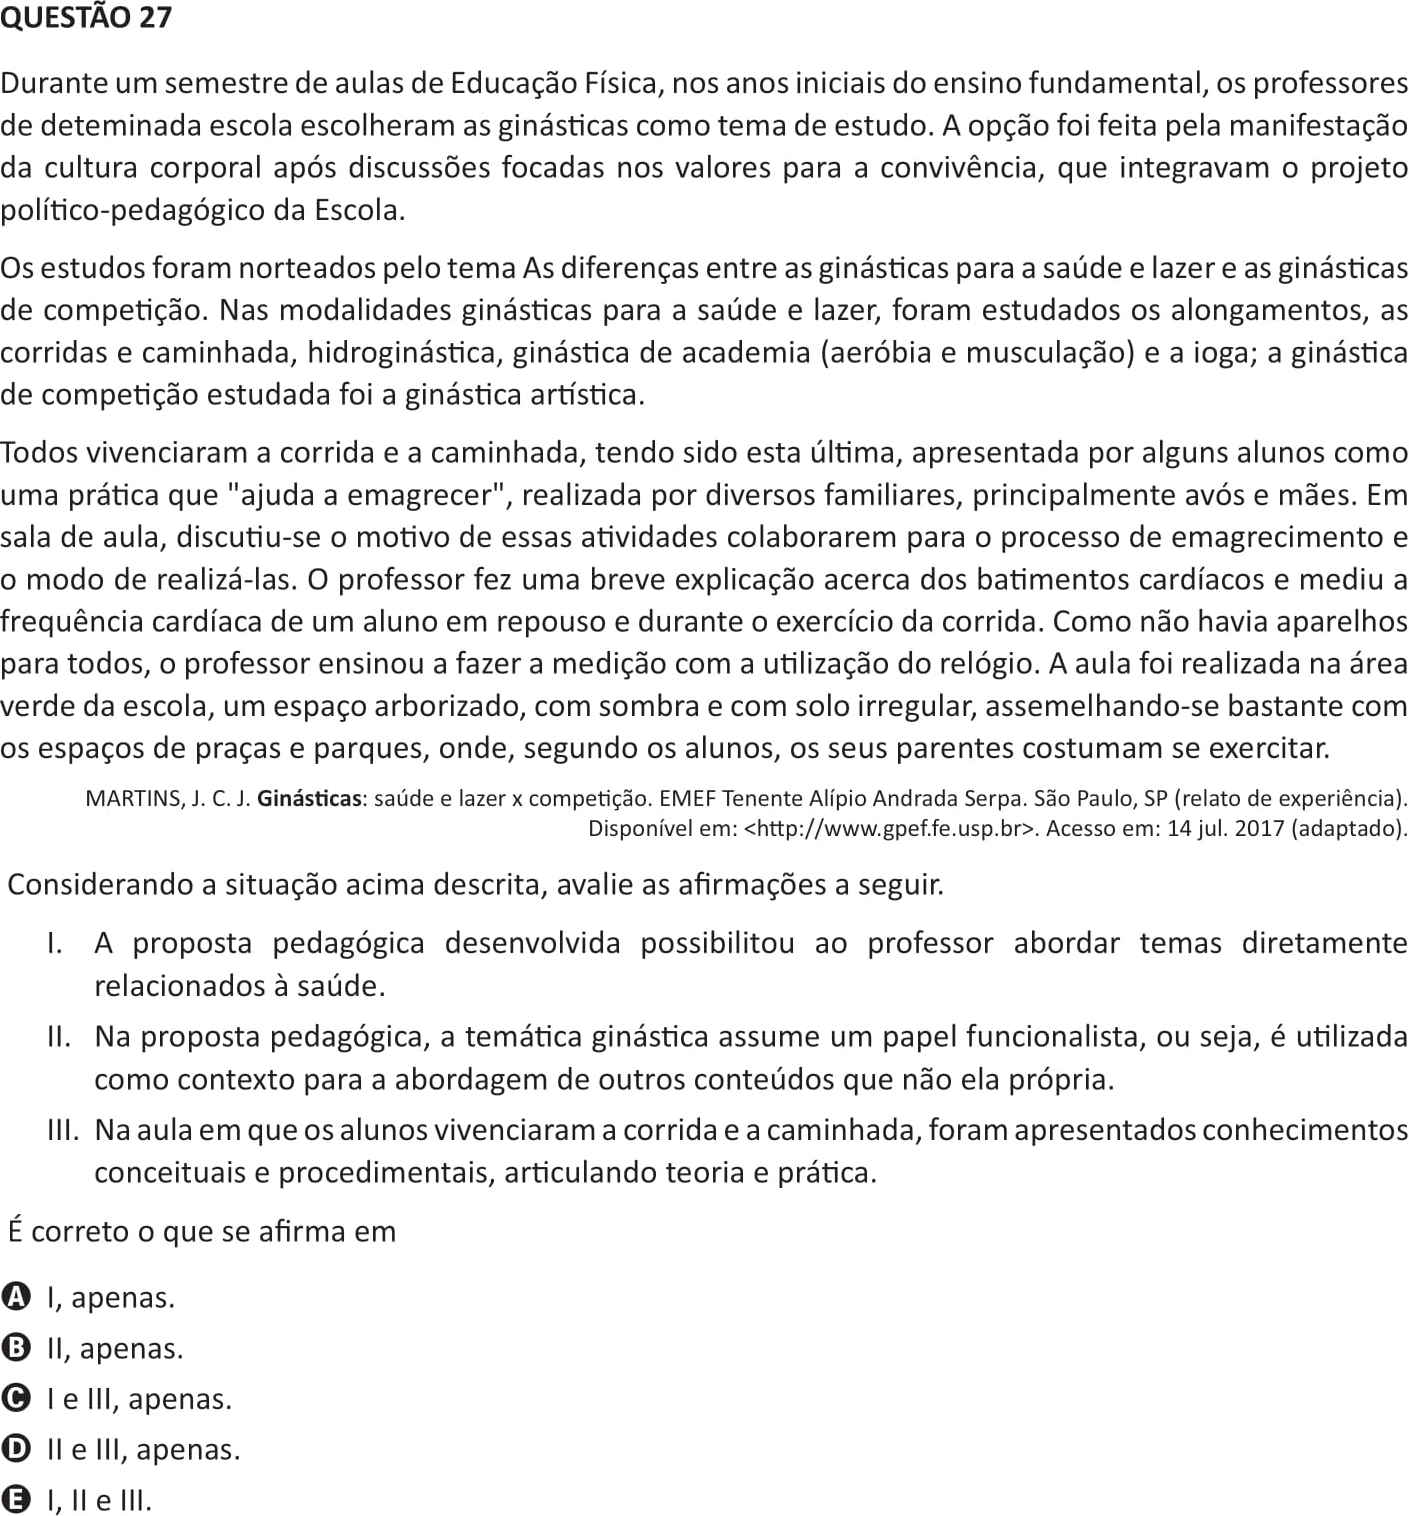 QUESTÃO 27
Durante um semestre de aulas de Educação Física, nos anos iniciais do ensino fundamental, os professores
de deteminada escola escolheram as ginásticas como tema de estudo. A opção foi feita pela manifestação
da cultura corporal após discussões focadas nos valores para a convivência, que integravam o projeto
político-pedagógico da Escola.
Os estudos foram norteados pelo tema As diferenças entre as ginásticas para a saúde e lazer e as ginásticas
de competição. Nas modalidades ginásticas para a saúde e lazer, foram estudados os alongamentos, as
corridas e caminhada, hidroginástica, ginástica de academia (aeróbia e musculação) e a ioga; a ginástica
de competição estudada foi a ginástica artística.
Todos vivenciaram a corrida e a caminhada, tendo sido esta última, apresentada por alguns alunos como
uma prática que "ajuda a emagrecer", realizada por diversos familiares, principalmente avós e mães. Em
sala de aula, discutiu-se o motivo de essas atividades colaborarem para o processo de emagrecimento e
o modo de realizá-las. O professor fez uma breve explicação acerca dos batimentos cardíacos e mediu a
frequência cardíaca de um aluno em repouso e durante o exercício da corrida. Como não havia aparelhos
para todos, o professor ensinou a fazer a medição com a utilização do relógio. A aula foi realizada na área
verde da escola, um espaço arborizado, com sombra e com solo irregular, assemelhando-se bastante com
os espaços de praças e parques, onde, segundo os alunos, os seus parentes costumam se exercitar.
MARTINS, J. C. J. Ginásticas: saúde e lazer x competição. EMEF Tenente Alípio Andrada Serpa. São Paulo, SP (relato de experiência).
Disponível em: <http://www.gpef.fe.usp.br>. Acesso em: 14 jul. 2017 (adaptado).
Considerando a situação acima descrita, avalie as afirmações a seguir.
I. A proposta pedagógica desenvolvida possibilitou ao professor abordar temas diretamente
relacionados à saúde.
II. Na proposta pedagógica, a temática ginástica assume um papel funcionalista, ou seja, é utilizada
como contexto para a abordagem de outros conteúdos que não ela própria.
III. Na aula em que os alunos vivenciaram a corrida e a caminhada, foram apresentados conhecimentos
conceituais e procedimentais, articulando teoria e prática.
É correto o que se afirma em
A I, apenas.
B II, apenas.
C I e III, apenas.
D II e III, apenas.
E I, II e III.